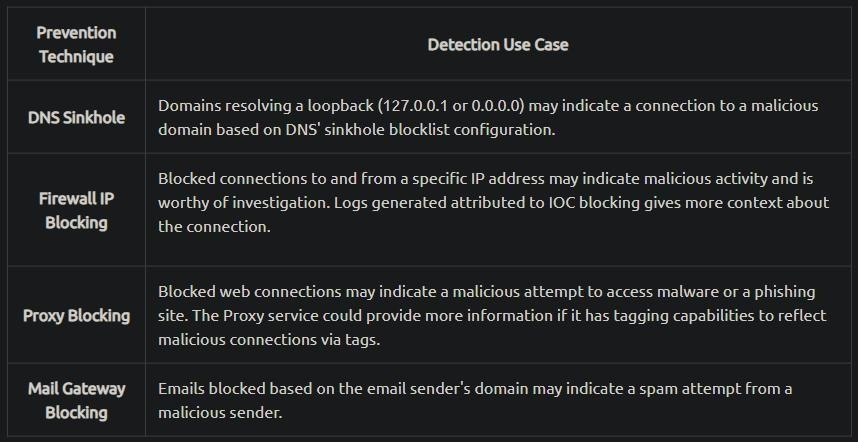 Prevention
Technique
Detection Use Case
DNS Sinkhole
Domains resolving a loopback (127.0.0.1 or 0.0.0.0) may indicate a connection to a malicious
domain based on DNS' sinkhole blocklist configuration.
Firewall IP
Blocking
Blocked connections to and from a specific IP address may indicate malicious activity and is
worthy of investigation. Logs generated attributed to IOC blocking gives more context about
the connection.
Proxy Blocking
Blocked web connections may indicate a malicious attempt to access malware or a phishing
site. The Proxy service could provide more information if it has tagging capabilities to reflect
malicious connections via tags.
Mail Gateway
Blocking
Emails blocked based on the email sender's domain may indicate a spam attempt from a
malicious sender.